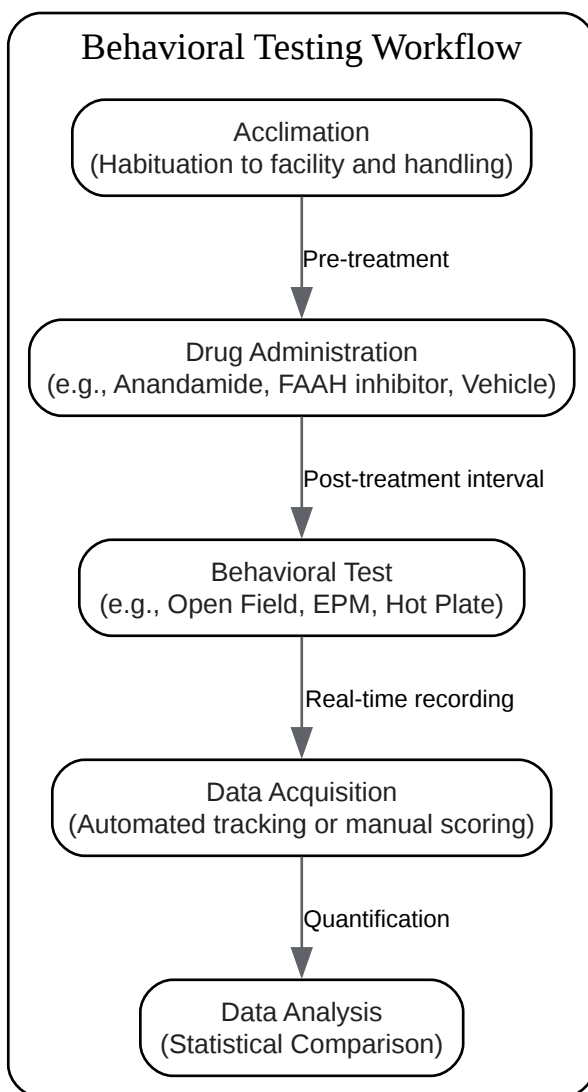 Behavioral Testing Workflow
Acclimation
(Habituation to facility and handling)
Pre-treatment
Drug Administration
(e.g., Anandamide, FAAH inhibitor, Vehicle)
Post-treatment interval
Behavioral Test
(e.g., Open Field, EPM, Hot Plate)
Real-time recording
Data Acquisition
(Automated tracking or manual scoring)
Quantification
Data Analysis
(Statistical Comparison)